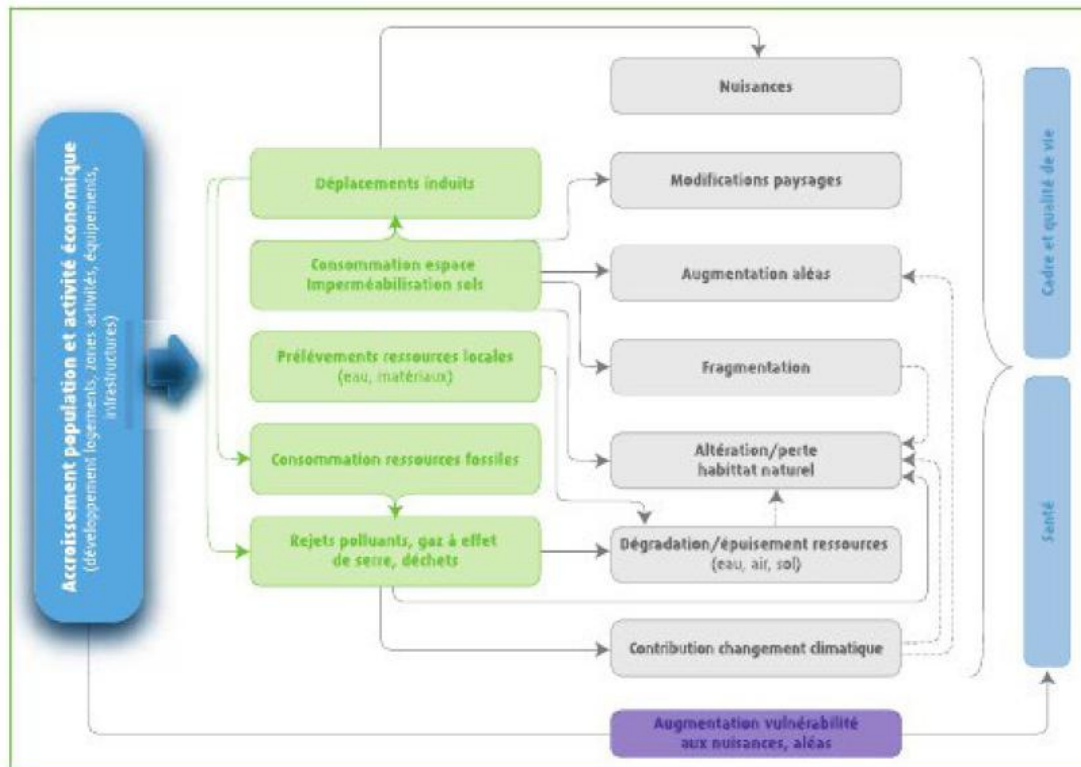 Accroissement population et activité économique
(développement logements, zones activités, équipements,
infrastructures)
Déplacements induits
Consommation espace
Imperméabilisation sols
Prélévements ressources locales
(eau, matériaux)
Consommation ressources fossiles
Rejets polluants, gaz à effet
de serre, déchets
Nuisances
Modifications paysages
Augmentation aléas
Fragmentation
Altération/perte
habittat naturel
Dégradation/épuisement ressources
(eau, air, sol)
Contribution changement climatique
Augmentation vulnérabilité
aux nuisances, aléas
Cadre et qualité de vie
Santé